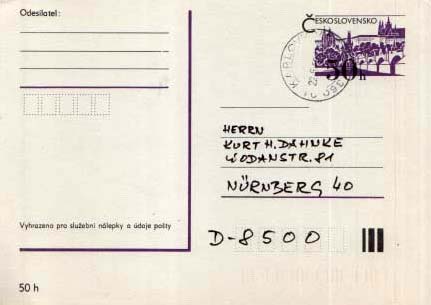 Odesílatel:
ČESKOSLOVENSKO
50h
HERRN
KURT H. DAHNKE
WODANSTR. 81
NÜRNBERG 40
Vyhrazeno pro služební nálepky a údaje pošty
D-8500
50 h